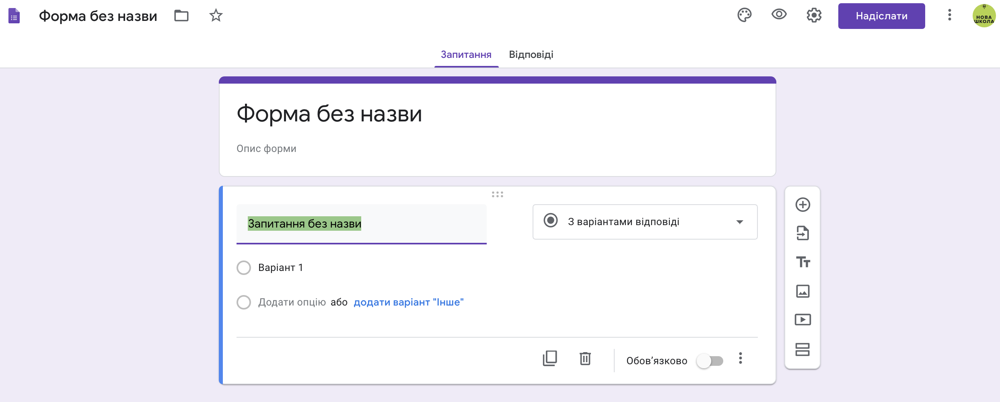 Форма без назви
Надіслати
НОВА
ШКОЛА
Запитання
Відповіді
Форма без назви
Опис форми
Запитання без назви
З варіантами відповіді
Варіант 1
Додати опцію або додати варіант "Інше"
Обов’язково